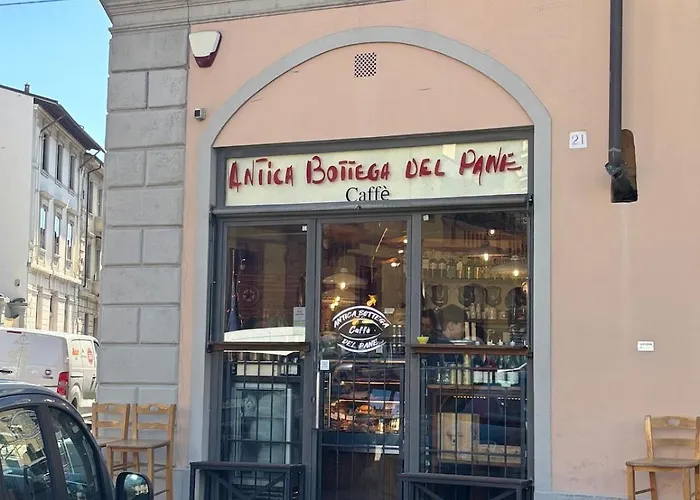 ANTICA BOTTEGA DEL PANE
Caffè
21
ANTICA BOTTEGA
Caffè
DEL PANE